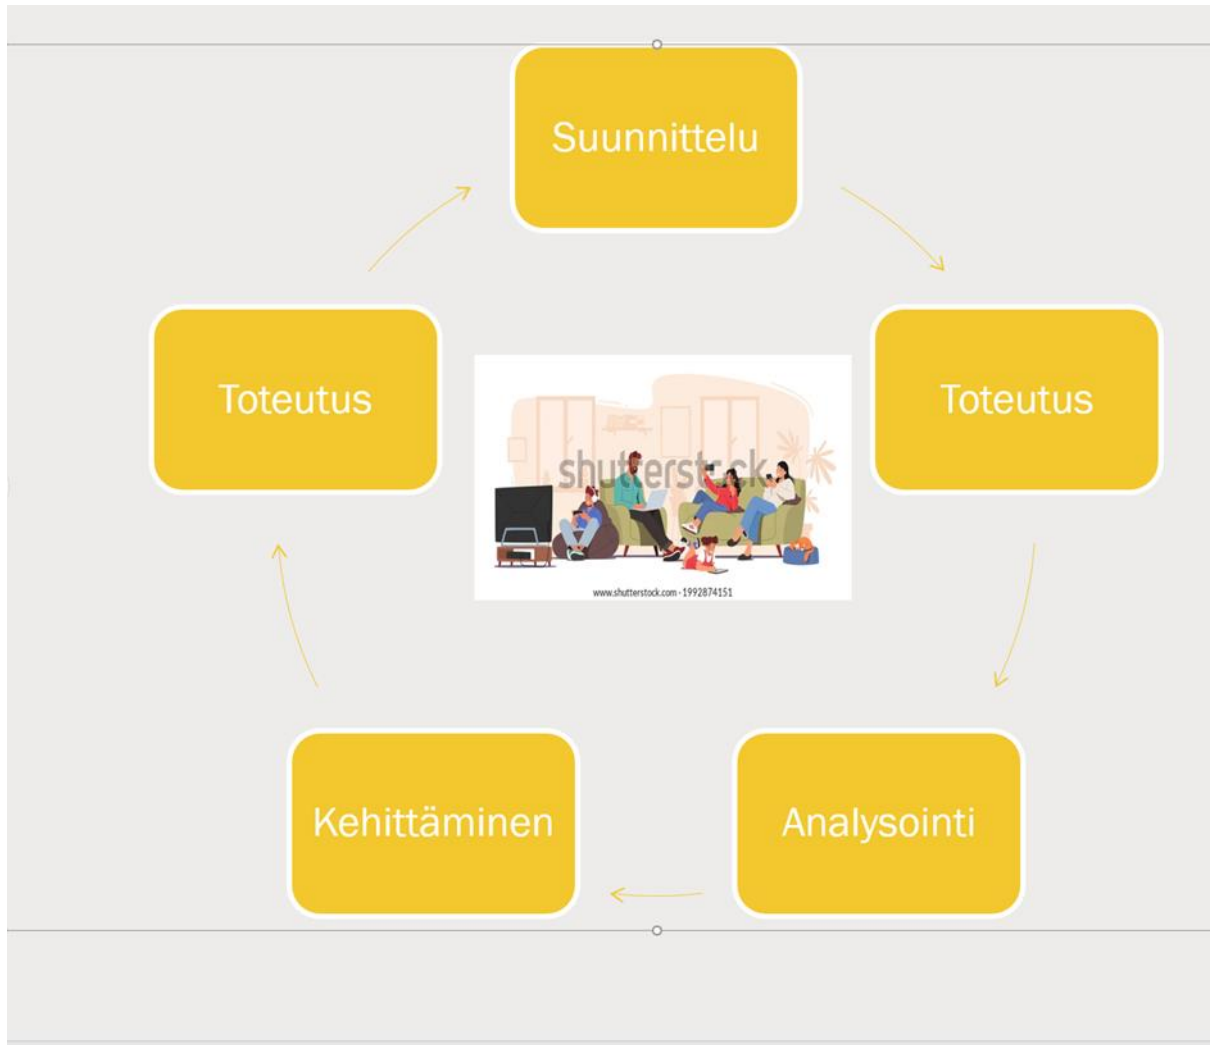 Suunnittelu
Toteutus
Toteutus
shutterstock
www.shutterstock.com · 1992874151
Kehittäminen
Analysointi